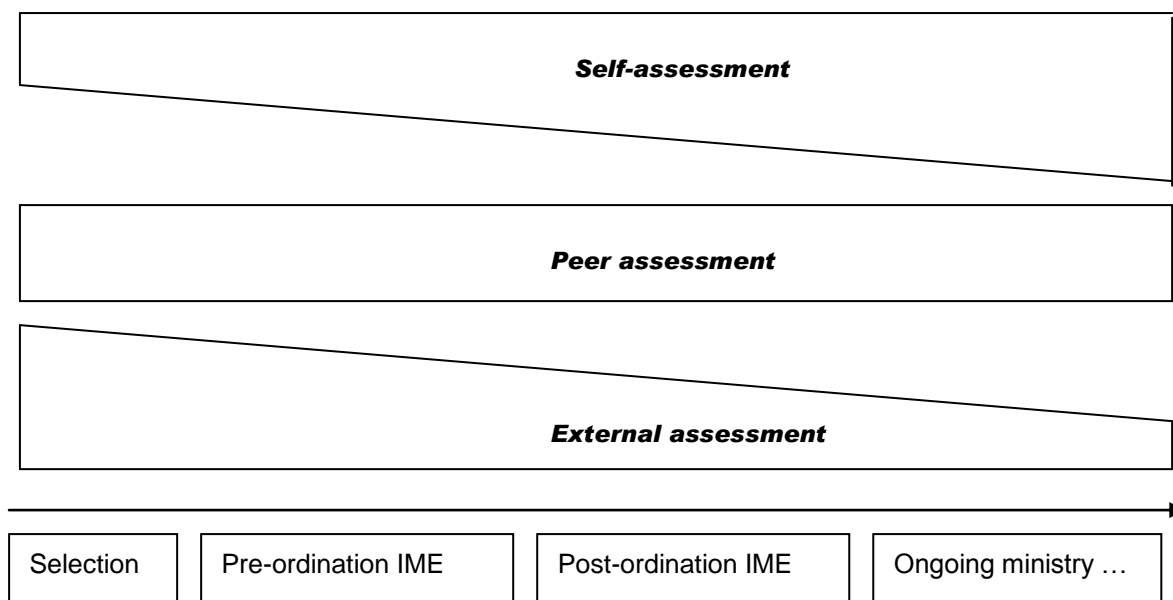 Self-assessment
Peer assessment
External assessment
Selection
Pre-ordination IME
Post-ordination IME
Ongoing ministry …